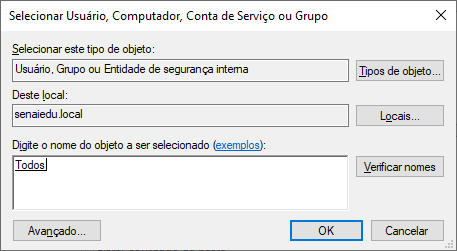 Selecionar Usuário, Computador, Conta de Serviço ou Grupo
Selecionar este tipo de objeto:
Usuário, Grupo ou Entidade de segurança interna
Tipos de objeto...
Deste local:
senaiedu.local
Locais...
Digite o nome do objeto a ser selecionado (exemplos):
Todos
Verificar nomes
Avançado...
OK
Cancelar